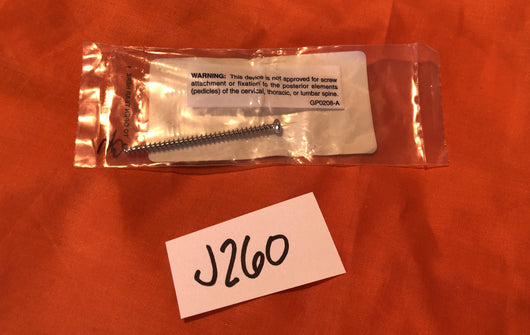 WARNING: This device is not approved for screw
attachment or fixation to the posterior elements
(pedicles) of the cervical, thoracic, or lumbar spine.
GP0208-A
J260